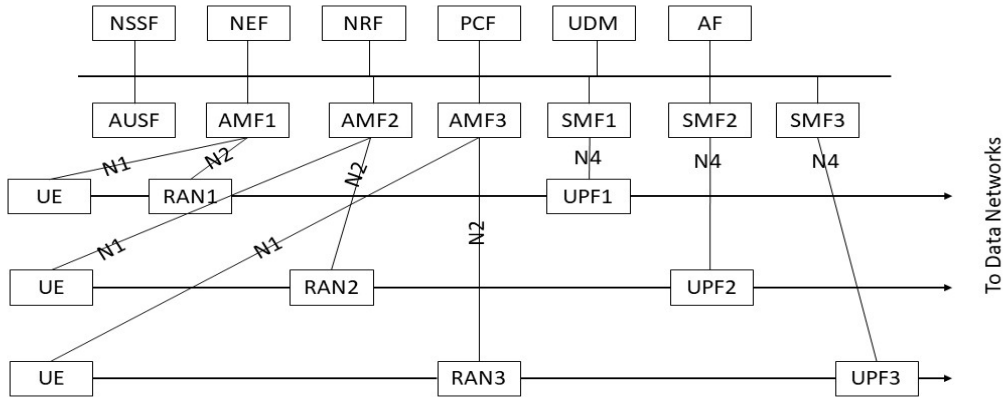 NSSF
NEF
NRF
PCF
UDM
AF
AUSF
AMF1
AMF2
AMF3
SMF1
SMF2
SMF3
N1
N2
N2
N4
N4
N4
UE
RAN1
UPF1
N1
N1
N2
UE
RAN2
UPF2
UE
RAN3
UPF3
To Data Networks